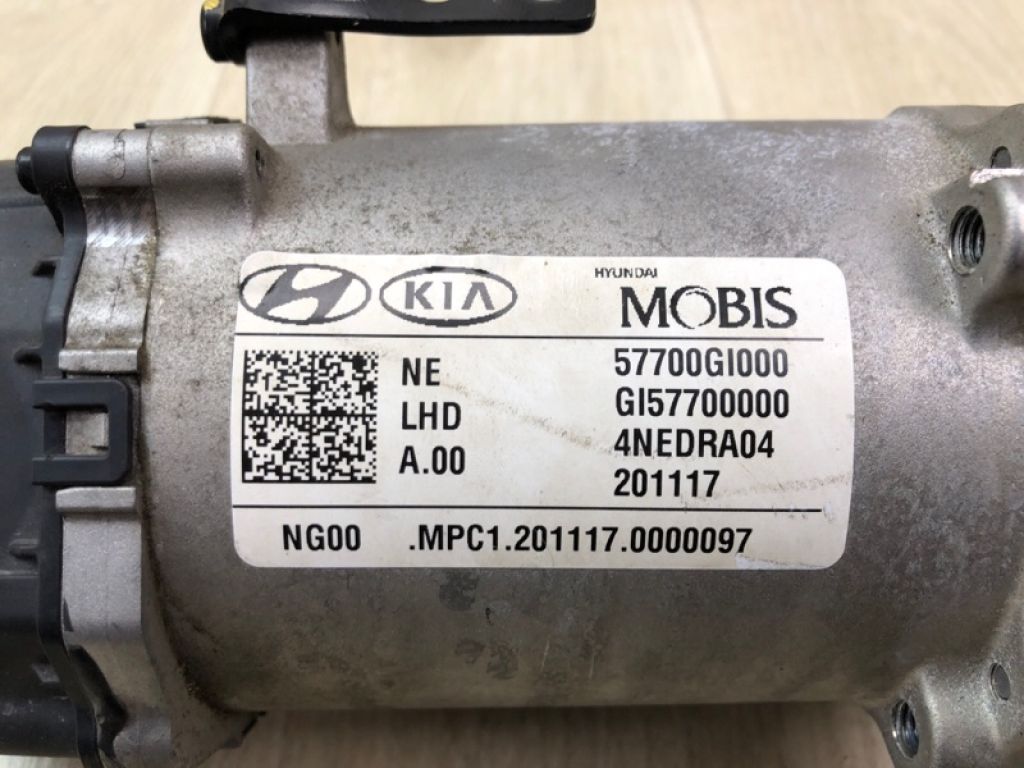 KIA
HYUNDAI
MOBIS
NE 57700GI000
LHD GI57700000
A.00 4NEDRA04
201117
NG00 .MPC1.201117.0000097